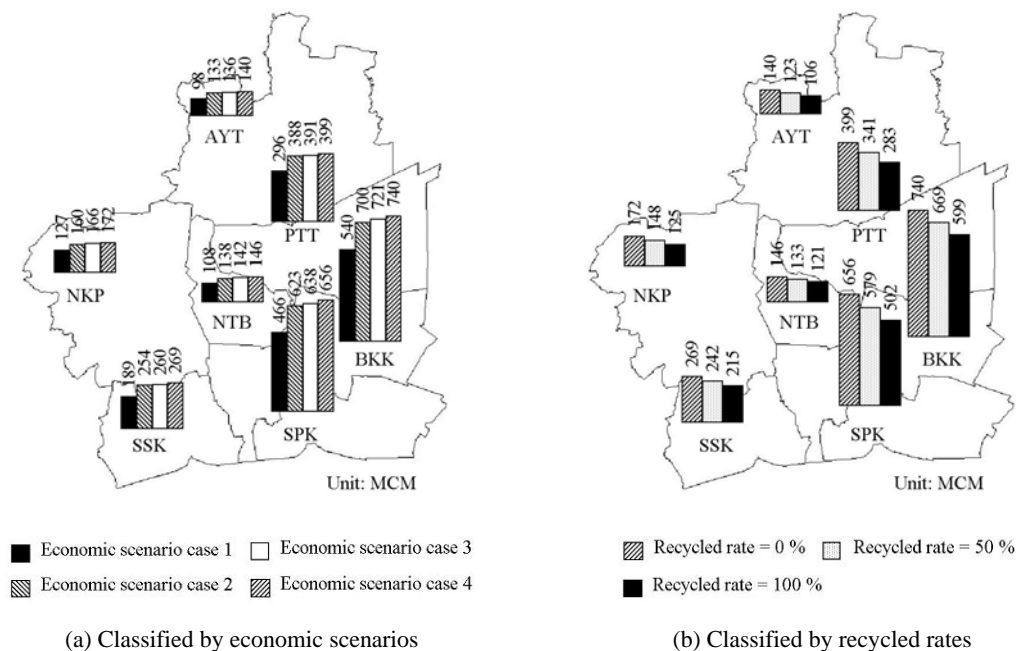 98 133 136 140
AYT
296 388 391 399
PTT
540 700 721 740
BKK
127 160 166 172
NKP
108 138 142 146
NTB
466 623 638 656
SPK
189 254 260 269
SSK
Unit: MCM
Economic scenario case 1
Economic scenario case 3
Economic scenario case 2
Economic scenario case 4
(a) Classified by economic scenarios
140 123 106
AYT
399 341 283
PTT
740 669 599
BKK
172 148 125
NKP
146 133 121
NTB
656 579 502
SPK
269 242 215
SSK
Unit: MCM
Recycled rate = 0 %
Recycled rate = 50 %
Recycled rate = 100 %
(b) Classified by recycled rates